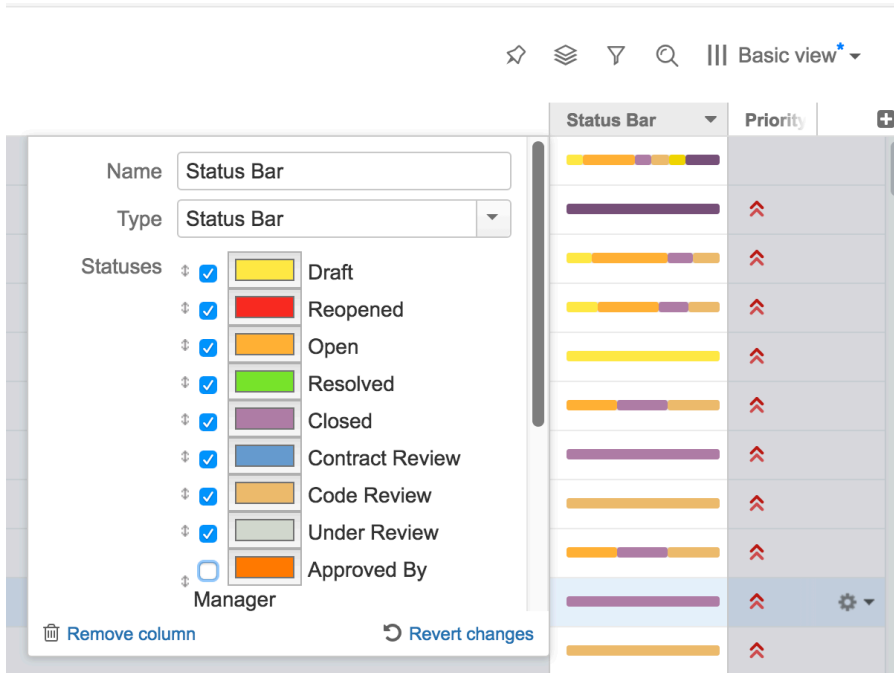 Basic view*
Status Bar Priority
Name Status Bar
Type Status Bar
Statuses Draft
Reopened
Open
Resolved
Closed
Contract Review
Code Review
Under Review
Approved By
Manager
Remove column Revert changes